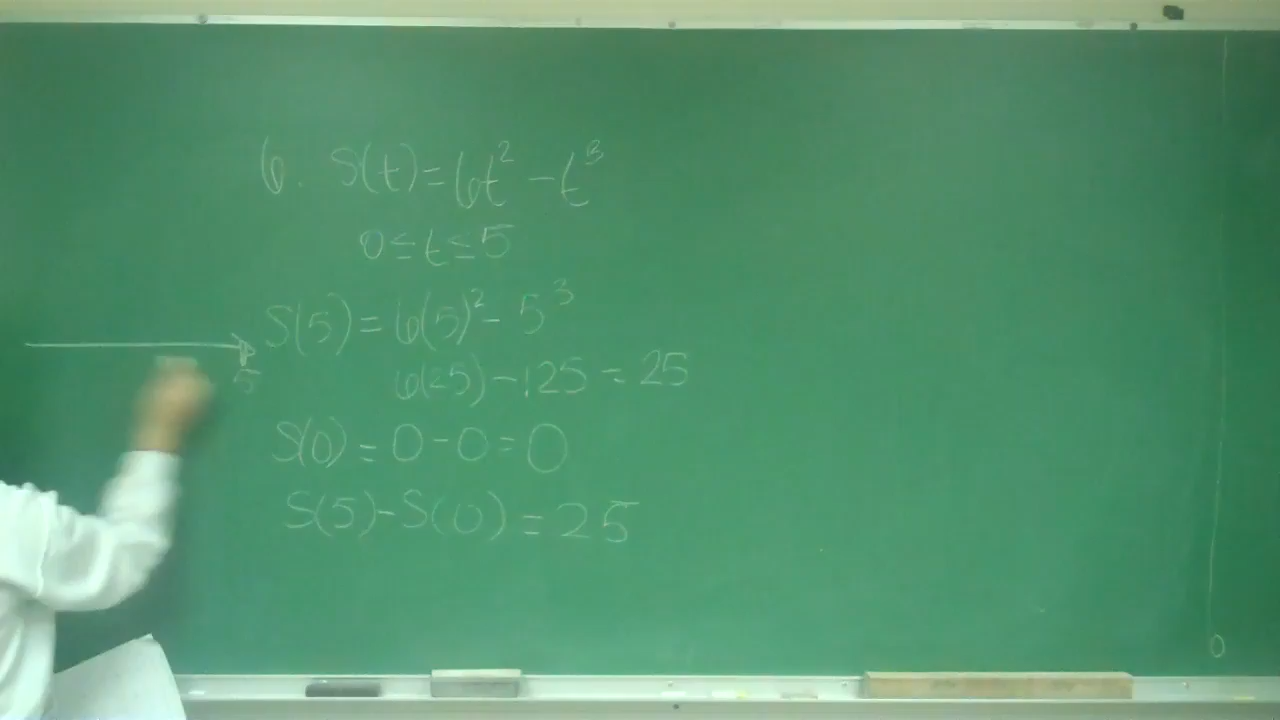 6. S(t) = 6t² - t³
0 ≤ t ≤ 5
S(5) = 6(5)² - 5³
6(25) - 125 = 25
S(0) = 0 - 0 = 0
S(5) - S(0) = 25
5